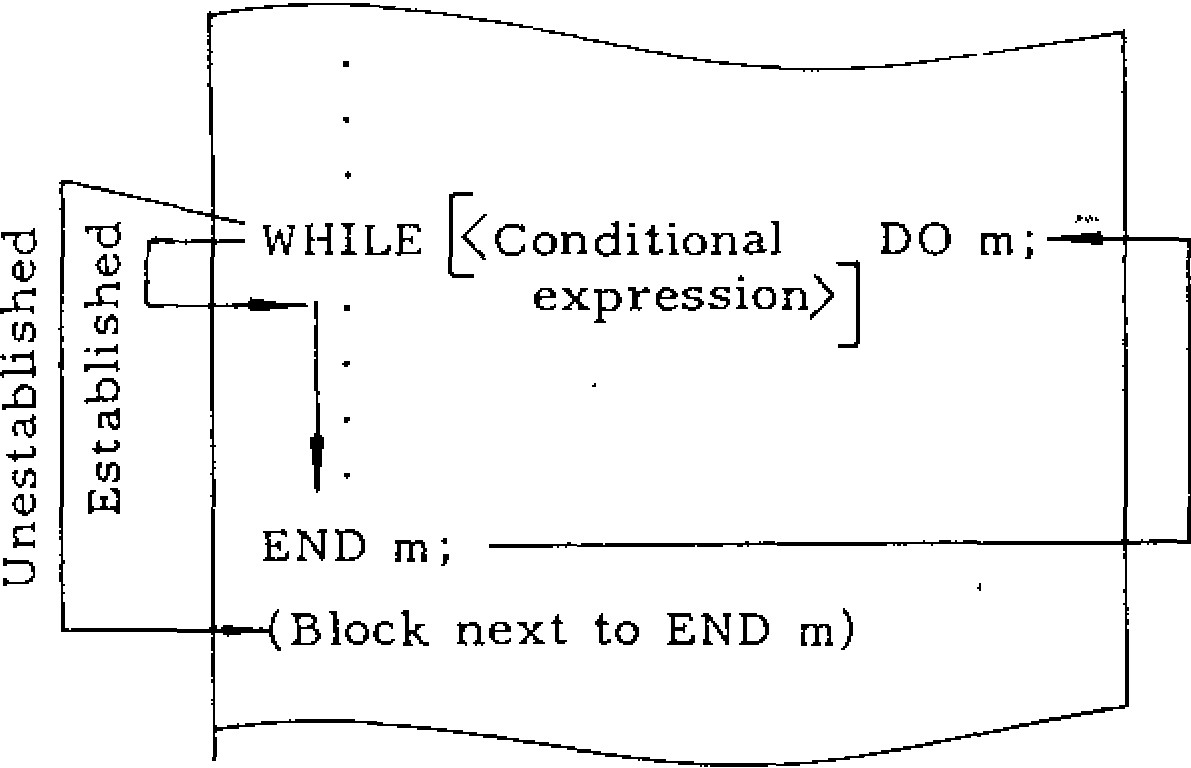 WHILE [<Conditional DO m;
expression>]
END m;
(Block next to END m)
Unestablished
Established